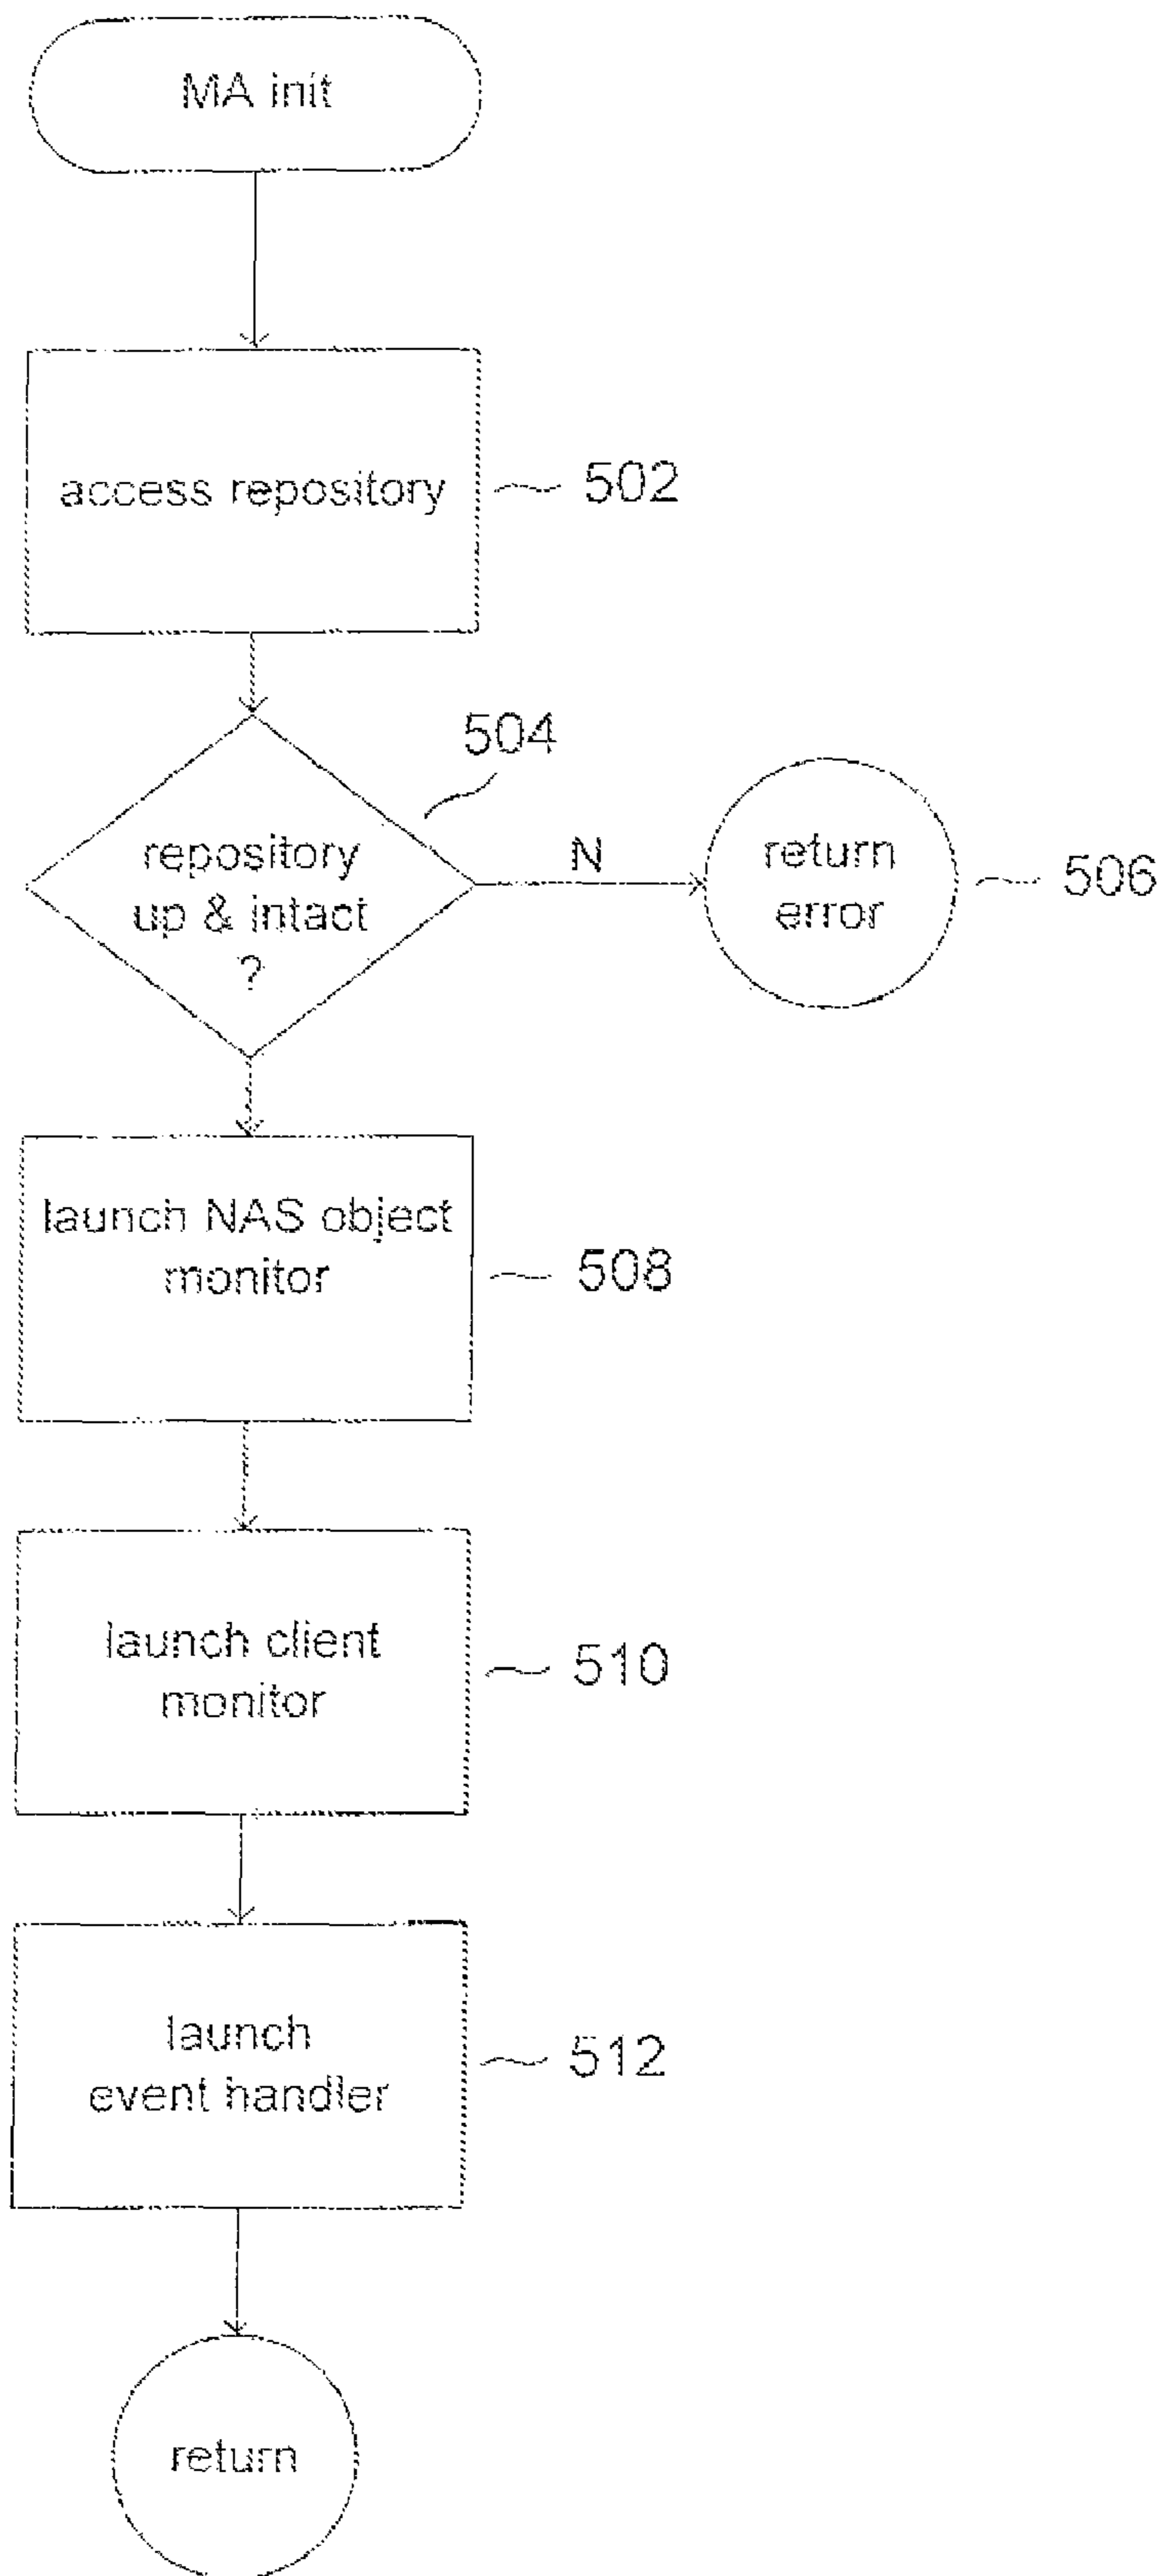 MA init
access repository
502
504
repository
up & intact
?
N
return
error
506
launch NAS object
monitor
508
launch client
monitor
510
launch
event handler
512
return